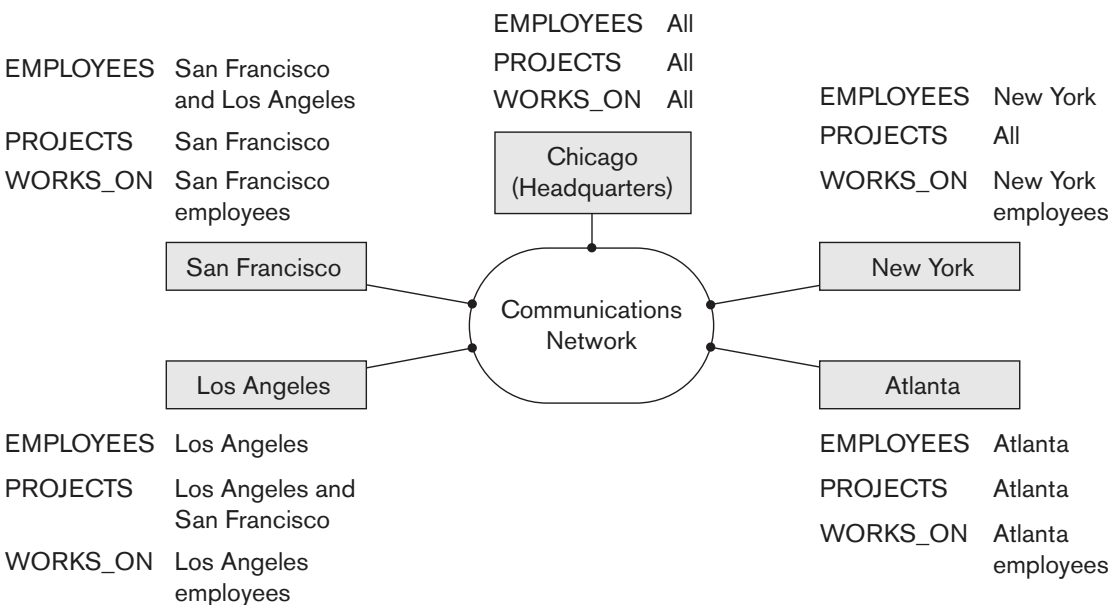 EMPLOYEES All
PROJECTS All
WORKS_ON All
Chicago
(Headquarters)
EMPLOYEES San Francisco
and Los Angeles
PROJECTS San Francisco
WORKS_ON San Francisco
employees
San Francisco
EMPLOYEES New York
PROJECTS All
WORKS_ON New York
employees
New York
Communications
Network
Los Angeles
EMPLOYEES Los Angeles
PROJECTS Los Angeles and
San Francisco
WORKS_ON Los Angeles
employees
Atlanta
EMPLOYEES Atlanta
PROJECTS Atlanta
WORKS_ON Atlanta
employees